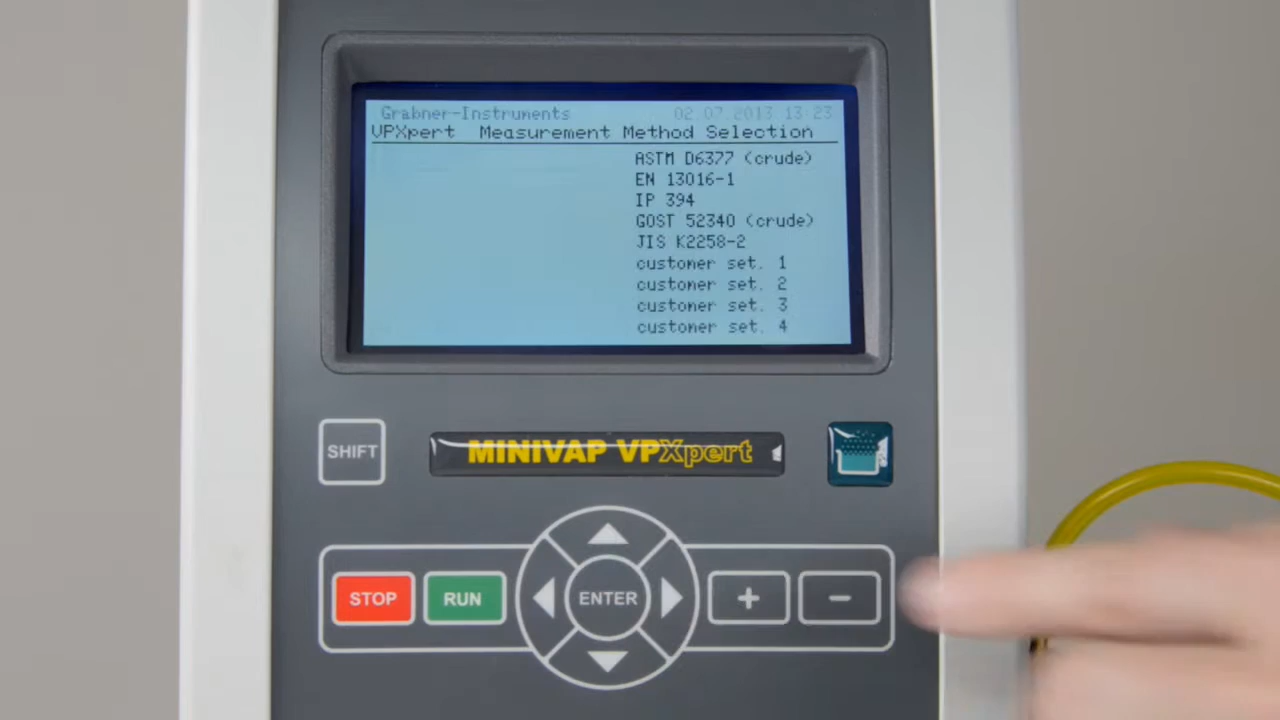 Grabner-Instruments 02.07.2013 13:23
VPXpert Measurement Method Selection
ASTM D6377 (crude)
EN 13016-1
IP 394
GOST 52340 (crude)
JIS K2258-2
customer set. 1
customer set. 2
customer set. 3
customer set. 4
SHIFT
MINIVAP VPXpert
STOP RUN ENTER + -